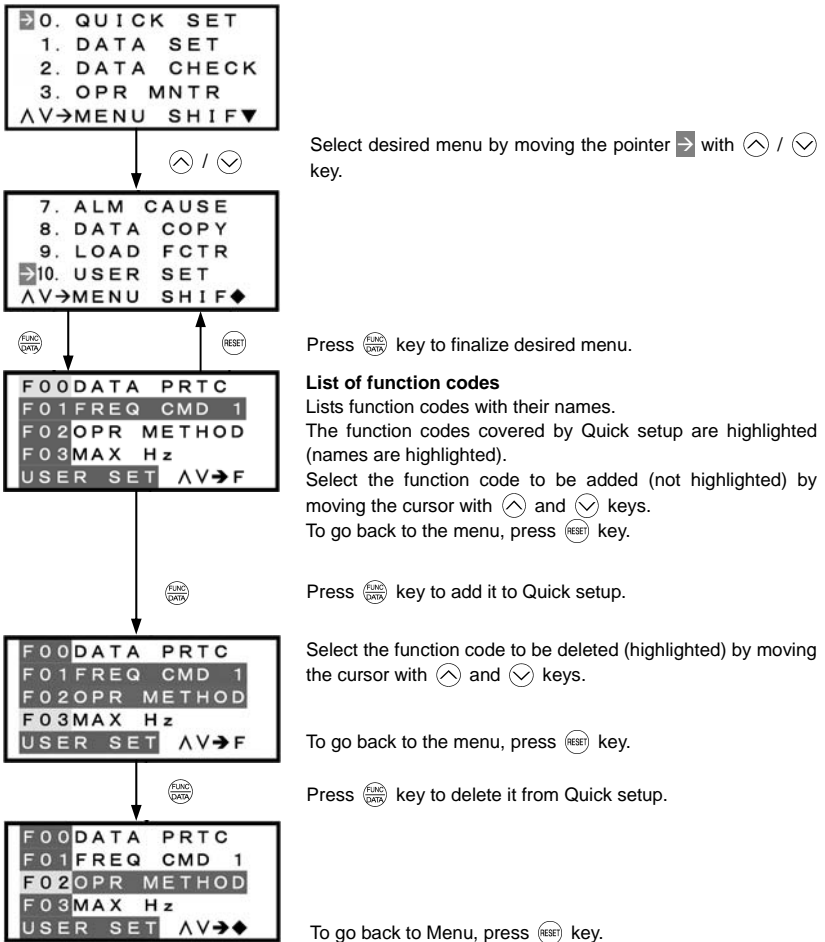 →0. QUICK SET
1. DATA SET
2. DATA CHECK
3. OPR MNTR
∧∨→MENU SHIF▼
/
Select desired menu by moving the pointer → with ∧ / ∨
key.
7. ALM CAUSE
8. DATA COPY
9. LOAD FCTR
→10. USER SET
∧∨→MENU SHIF◆
FUNC
DATA
RESET
Press FUNC DATA key to finalize desired menu.
F00DATA PRTC
F01FREQ CMD 1
F02OPR METHOD
F03MAX Hz
USER SET ∧∨→F
List of function codes
Lists function codes with their names.
The function codes covered by Quick setup are highlighted
(names are highlighted).
Select the function code to be added (not highlighted) by
moving the cursor with ∧ and ∨ keys.
To go back to the menu, press RESET key.
FUNC
DATA
Press FUNC DATA key to add it to Quick setup.
F00DATA PRTC
F01FREQ CMD 1
F02OPR METHOD
F03MAX Hz
USER SET ∧∨→F
Select the function code to be deleted (highlighted) by moving
the cursor with ∧ and ∨ keys.
To go back to the menu, press RESET key.
FUNC
DATA
Press FUNC DATA key to delete it from Quick setup.
F00DATA PRTC
F01FREQ CMD 1
F02OPR METHOD
F03MAX Hz
USER SET ∧∨→◆
To go back to Menu, press RESET key.